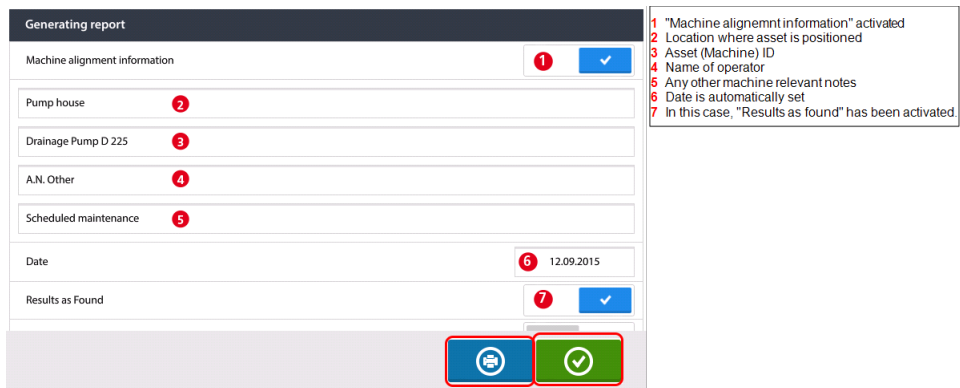 Generating report
Machine alignment information
1
Pump house
2
Drainage Pump D 225
3
A.N. Other
4
Scheduled maintenance
5
Date
6
12.09.2015
Results as Found
7
1 "Machine alignemnt information" activated
2 Location where asset is positioned
3 Asset (Machine) ID
4 Name of operator
5 Any other machine relevant notes
6 Date is automatically set
7 In this case, "Results as found" has been activated.